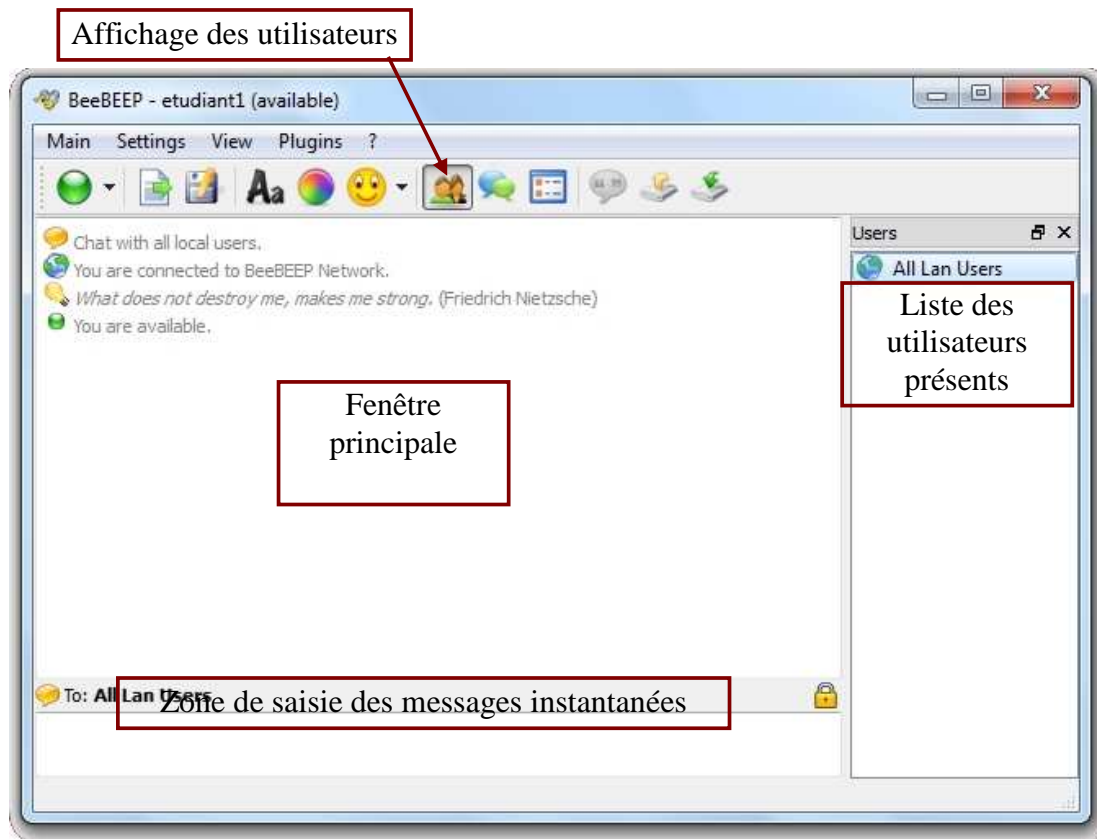 Affichage des utilisateurs
BeeBEEP - etudiant1 (available)
Main Settings View Plugins ?
Aa
Chat with all local users.
You are connected to BeeBEEP Network.
What does not destroy me, makes me strong. (Friedrich Nietzsche)
You are available.
Users
All Lan Users
Liste des
utilisateurs
présents
Fenêtre
principale
To: All Lan Users
Zone de saisie des messages instantanées